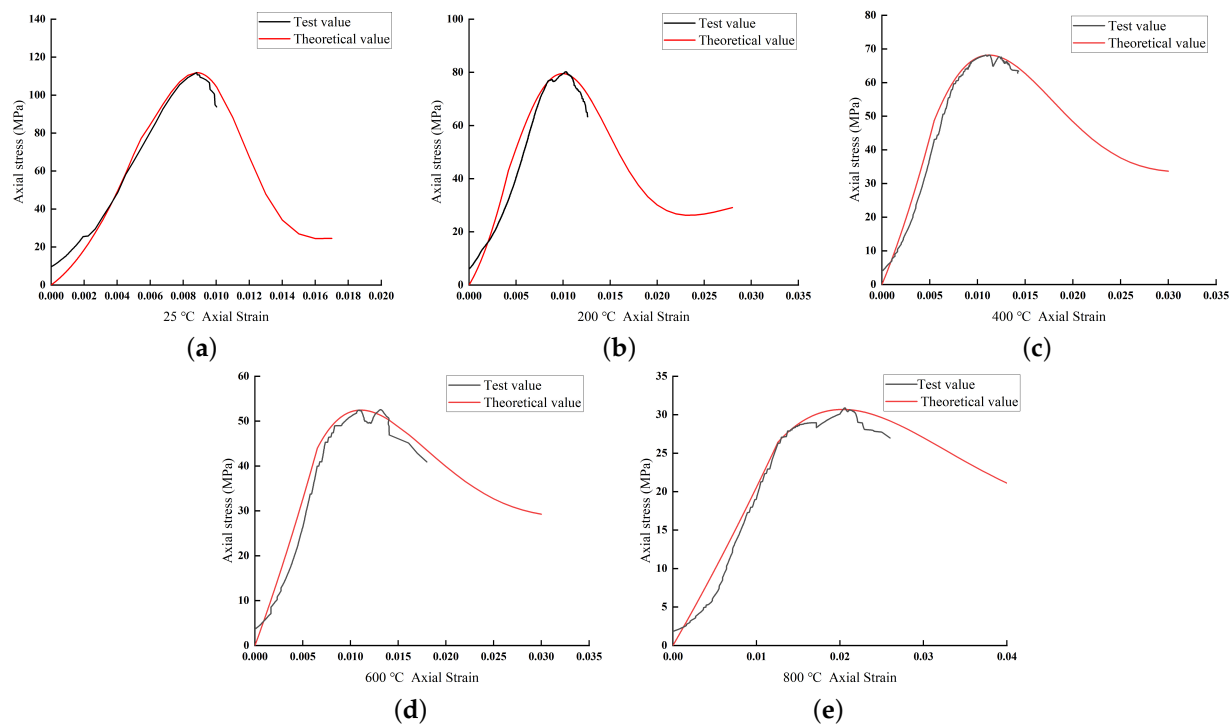 Test value
Theoretical value
Axial stress (MPa)
140
120
100
80
60
40
20
0
0.000 0.002 0.004 0.006 0.008 0.010 0.012 0.014 0.016 0.018 0.020
25 ℃ Axial Strain
(a)
Test value
Theoretical value
Axial stress (MPa)
100
80
60
40
20
0
0.000 0.005 0.010 0.015 0.020 0.025 0.030 0.035
200 ℃ Axial Strain
(b)
Test value
Theoretical value
Axial stress (MPa)
80
70
60
50
40
30
20
10
0
0.000 0.005 0.010 0.015 0.020 0.025 0.030 0.035
400 ℃ Axial Strain
(c)
Test value
Theoretical value
Axial stress (MPa)
60
50
40
30
20
10
0
0.000 0.005 0.010 0.015 0.020 0.025 0.030 0.035
600 ℃ Axial Strain
(d)
Test value
Theoretical value
Axial stress (MPa)
35
30
25
20
15
10
5
0
0.00 0.01 0.02 0.03 0.04
800 ℃ Axial Strain
(e)